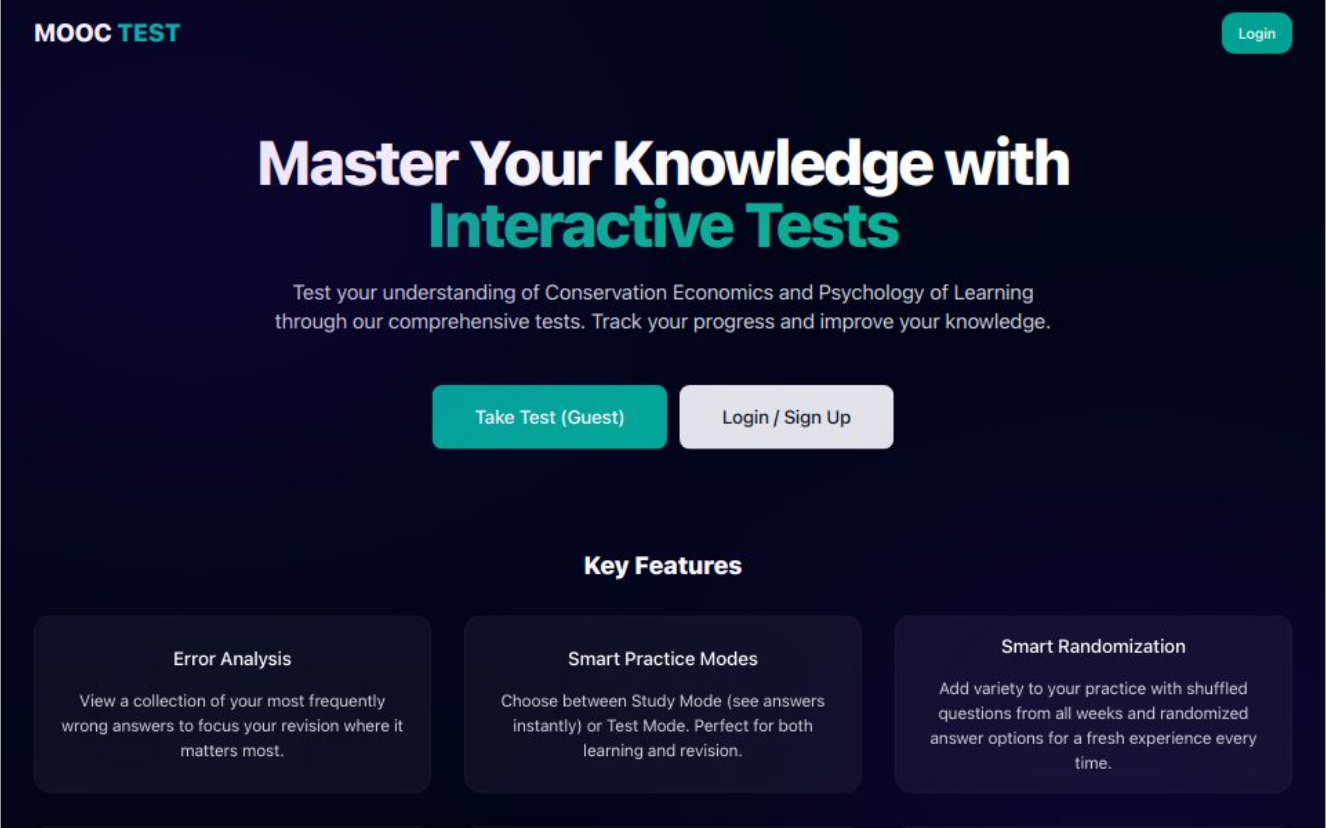 MOOC TEST
Login
Master Your Knowledge with
Interactive Tests
Test your understanding of Conservation Economics and Psychology of Learning
through our comprehensive tests. Track your progress and improve your knowledge.
Take Test (Guest)
Login / Sign Up
Key Features
Error Analysis
View a collection of your most frequently
wrong answers to focus your revision where it
matters most.
Smart Practice Modes
Choose between Study Mode (see answers
instantly) or Test Mode. Perfect for both
learning and revision.
Smart Randomization
Add variety to your practice with shuffled
questions from all weeks and randomized
answer options for a fresh experience every
time.